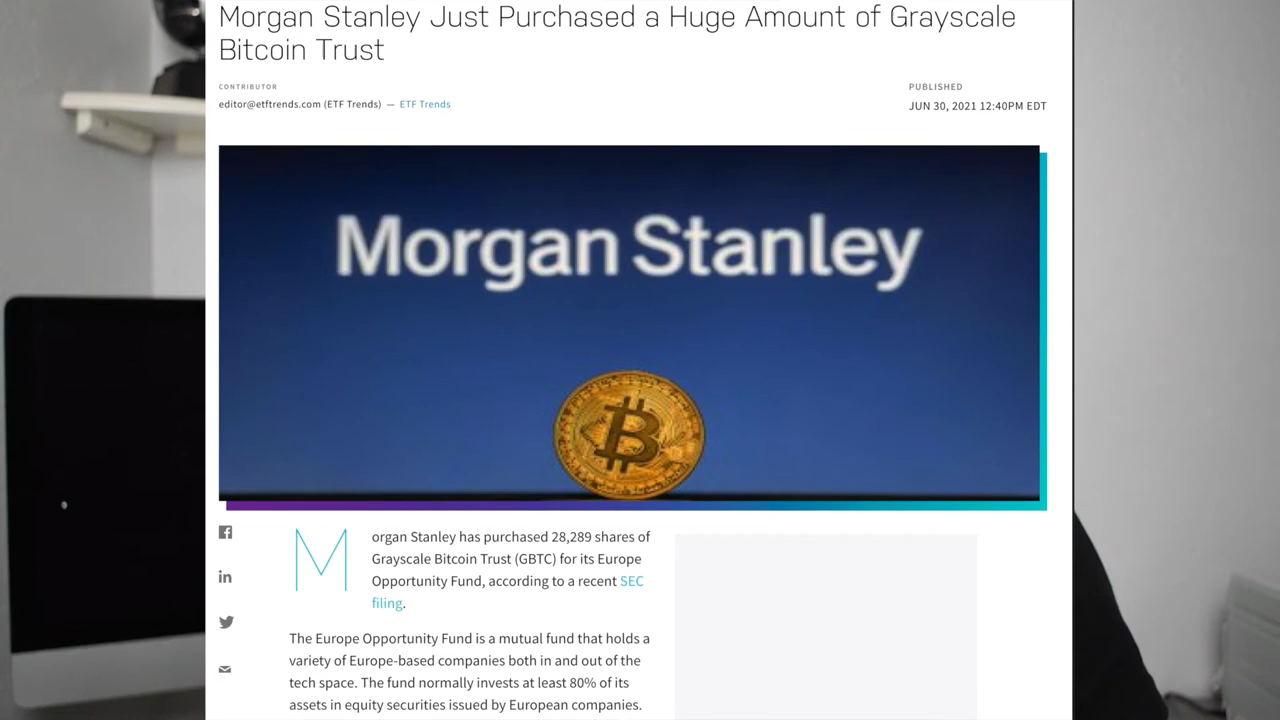 Morgan Stanley Just Purchased a Huge Amount of Grayscale
Bitcoin Trust
CONTRIBUTOR
editor@etftrends.com (ETF Trends) — ETF Trends
PUBLISHED
JUN 30, 2021 12:40PM EDT
Morgan Stanley
Morgan Stanley has purchased 28,289 shares of
Grayscale Bitcoin Trust (GBTC) for its Europe
Opportunity Fund, according to a recent SEC
filing.
The Europe Opportunity Fund is a mutual fund that holds a
variety of Europe-based companies both in and out of the
tech space. The fund normally invests at least 80% of its
assets in equity securities issued by European companies.